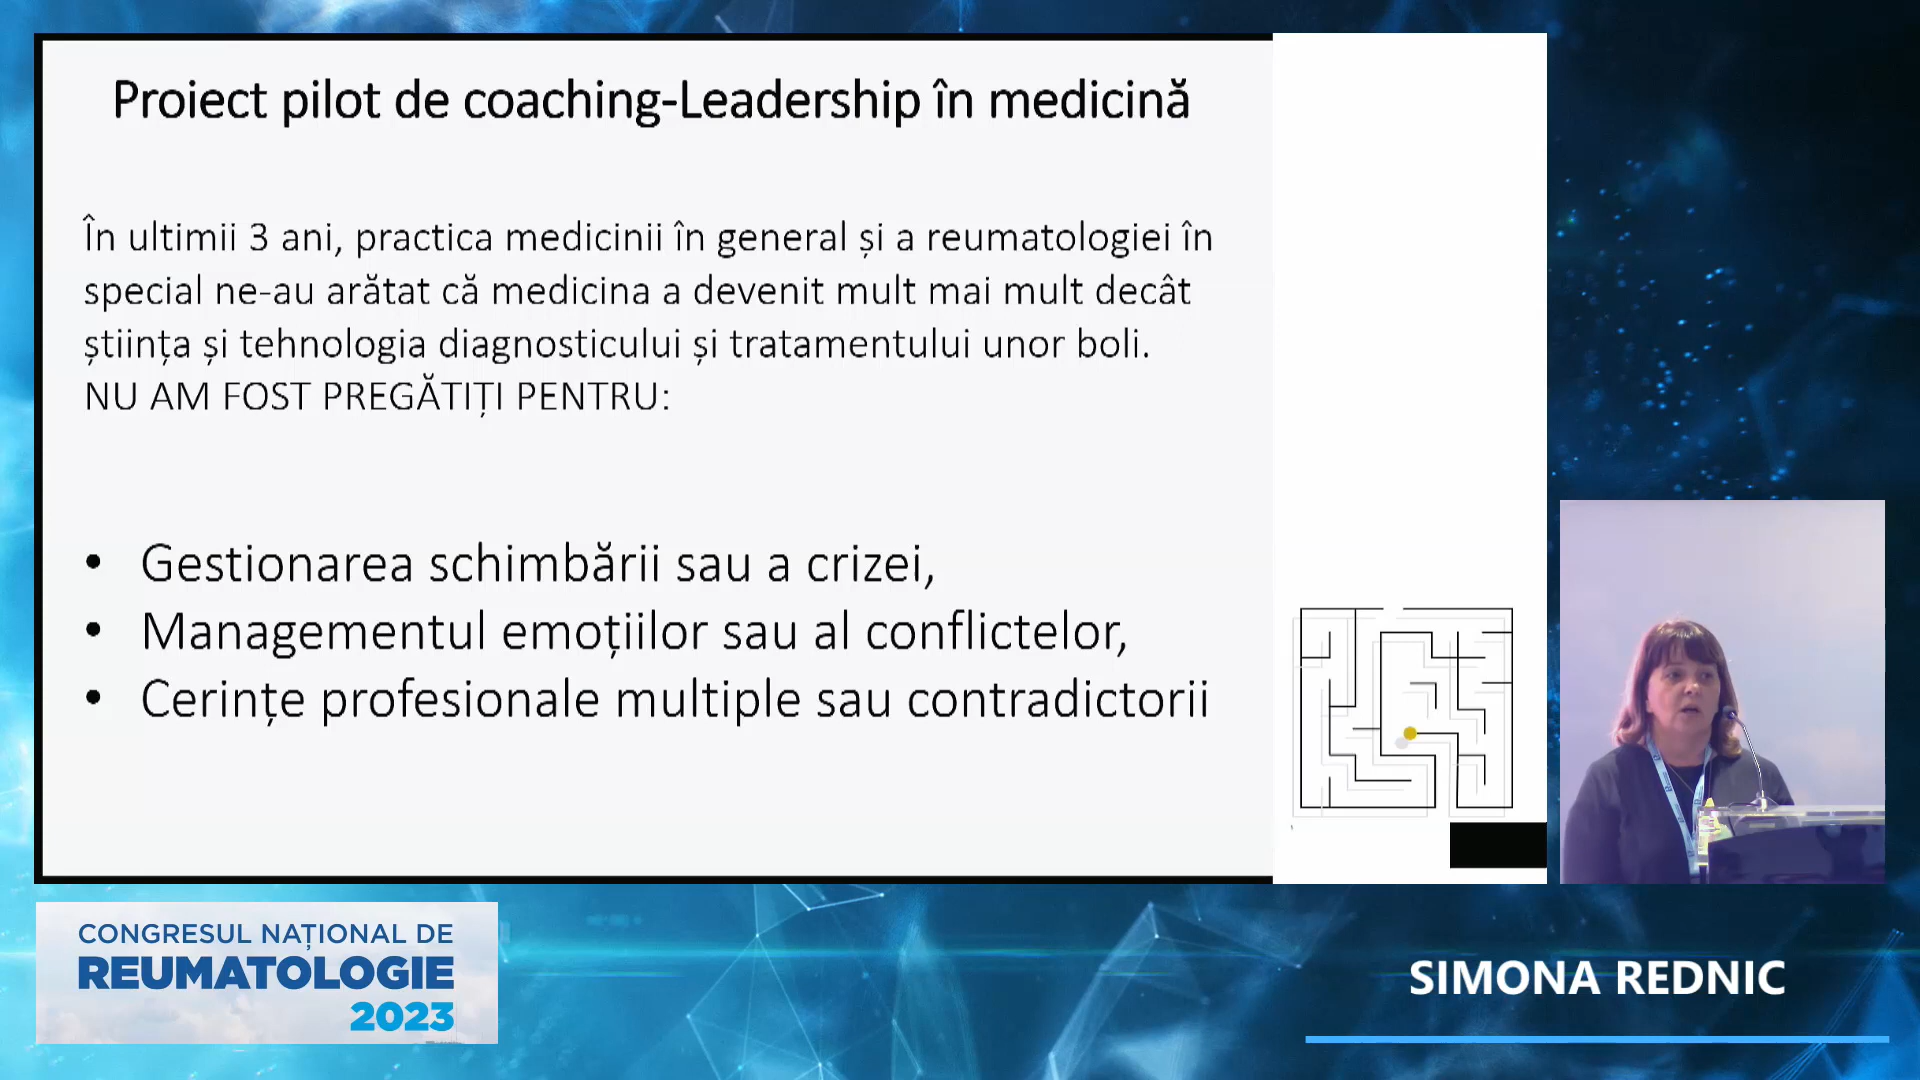 Proiect pilot de coaching-Leadership în medicină
În ultimii 3 ani, practica medicinii în general și a reumatologiei în
special ne-au arătat că medicina a devenit mult mai mult decât
știința și tehnologia diagnosticului și tratamentului unor boli.
NU AM FOST PREGĂTIȚI PENTRU:
• Gestionarea schimbării sau a crizei,
• Managementul emoțiilor sau al conflictelor,
• Cerințe profesionale multiple sau contradictorii
CONGRESUL NAȚIONAL DE
REUMATOLOGIE
2023
SIMONA REDNIC